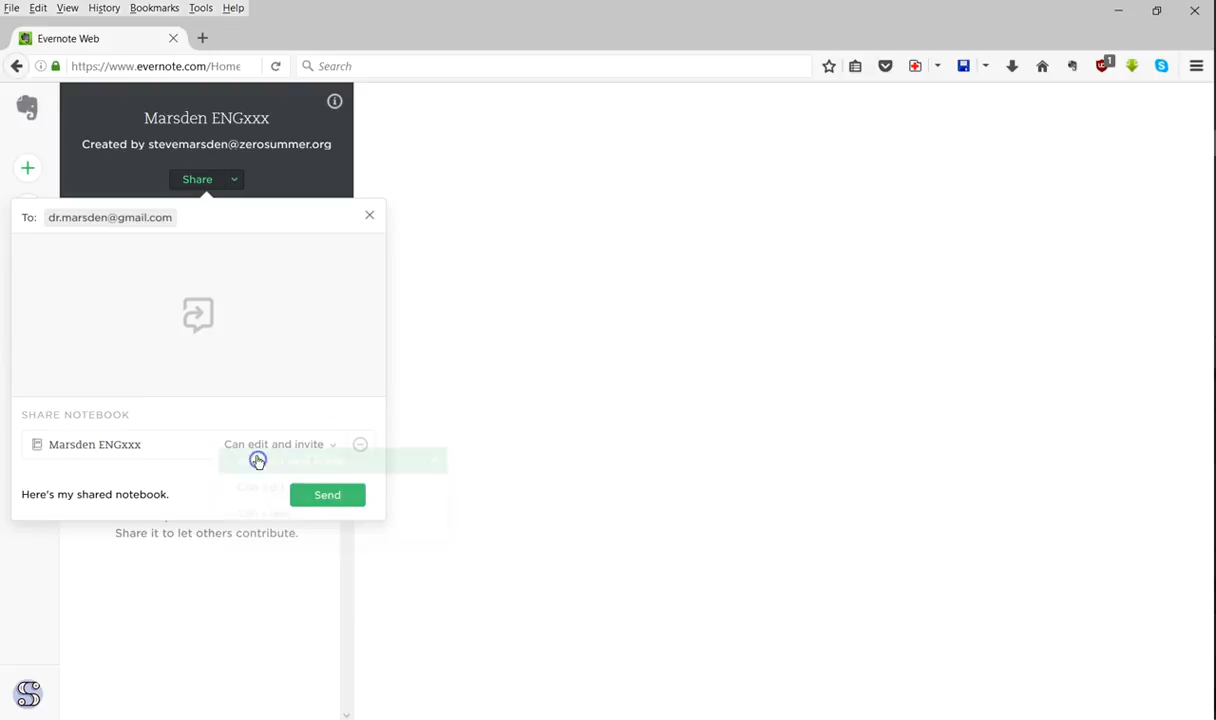 File Edit View History Bookmarks Tools Help
Evernote Web
https://www.evernote.com/Home
Search
1
Marsden ENGxxx
Created by stevemarsden@zerosummer.org
Share
To: dr.marsden@gmail.com
SHARE NOTEBOOK
Marsden ENGxxx Can edit and invite
Here's my shared notebook. Send
Share it to let others contribute.